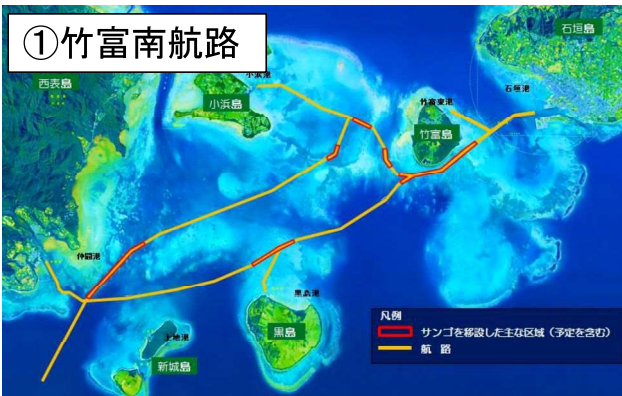 ①竹富南航路
石垣島
西表島
小浜港
小浜島
石垣港
竹富東港
竹富島
仲間港
黒島港
黒島
上地港
新城島
凡例
サンゴを移設した主な区域（予定を含む）
航 路